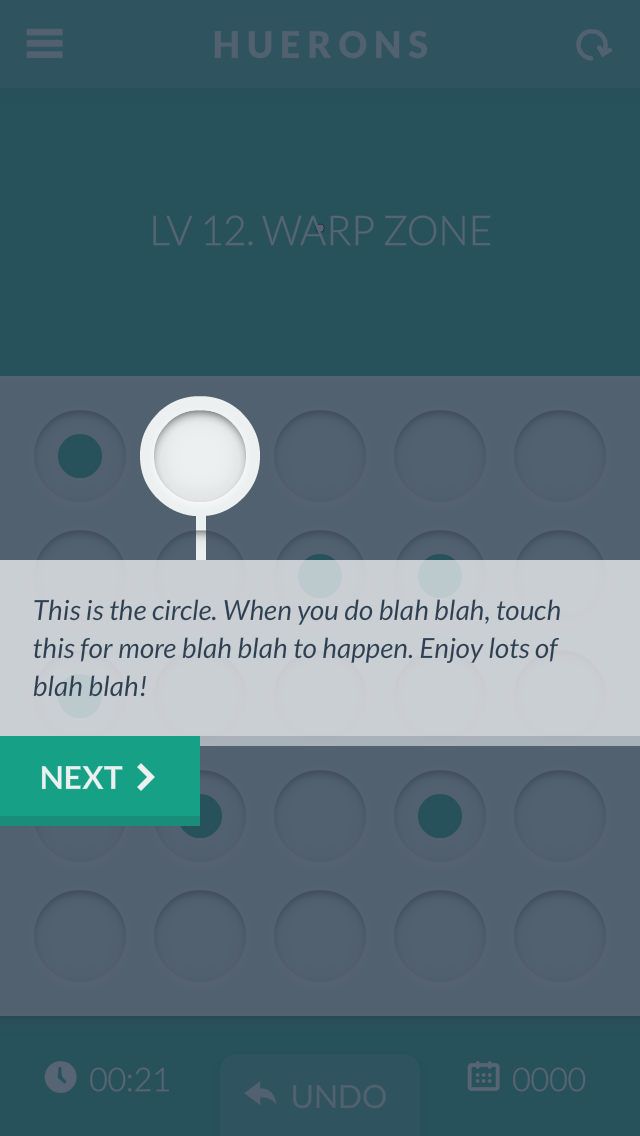 HUERONS
LV 12. WARP ZONE
This is the circle. When you do blah blah, touch
this for more blah blah to happen. Enjoy lots of
blah blah!
NEXT
00:21
UNDO
0000